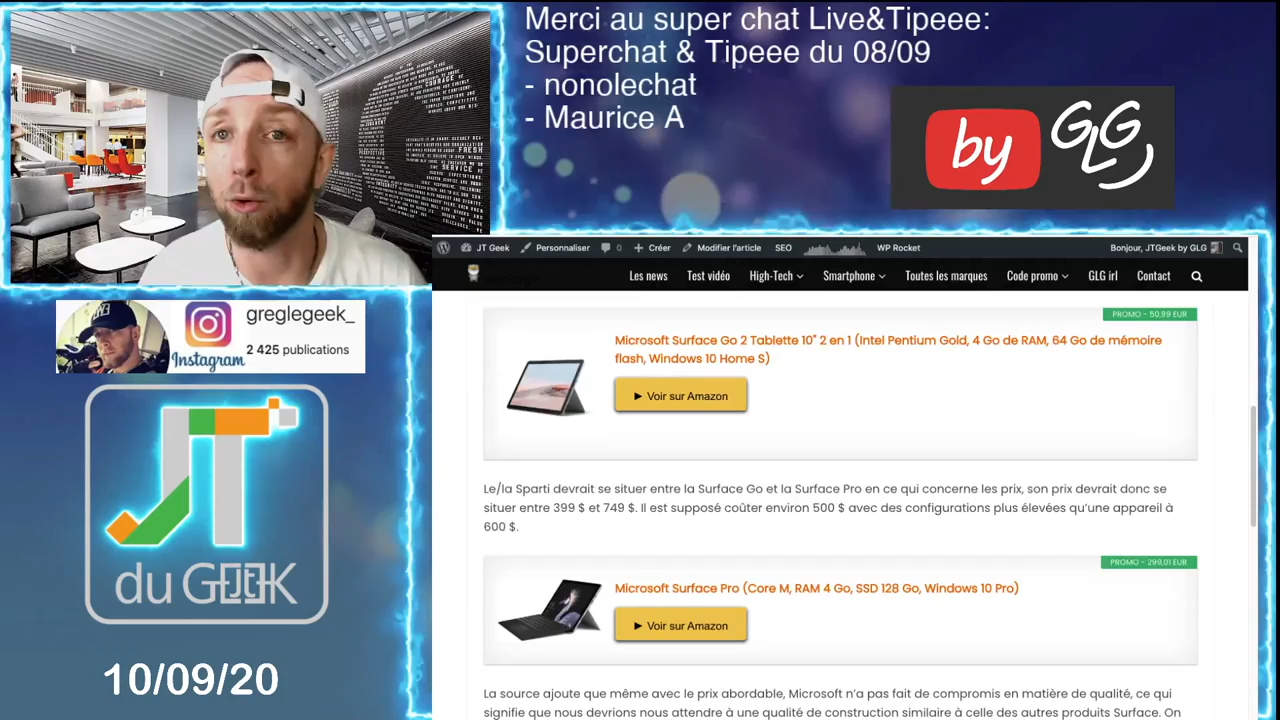 Merci au super chat Live&Tipeee:
Superchat & Tipeee du 08/09
- nonolechat
- Maurice A
by GLG
COURAGE
FRESH
SERVICE
greglegeek_
Instagram
2 425 publications
JT
du GEEK
10/09/20
JT Geek Personnaliser 0 Créer Modifier l'article SEO WP Rocket Bonjour, JTGeek by GLG
Les news Test vidéo High-Tech Smartphone Toutes les marques Code promo GLG irl Contact
PROMO - 50,99 EUR
Microsoft Surface Go 2 Tablette 10" 2 en 1 (Intel Pentium Gold, 4 Go de RAM, 64 Go de mémoire
flash, Windows 10 Home S)
► Voir sur Amazon
Le/la Sparti devrait se situer entre la Surface Go et la Surface Pro en ce qui concerne les prix, son prix devrait donc se
situer entre 399 $ et 749 $. Il est supposé coûter environ 500 $ avec des configurations plus élevées qu'une appareil à
600 $.
PROMO - 299,01 EUR
Microsoft Surface Pro (Core M, RAM 4 Go, SSD 128 Go, Windows 10 Pro)
► Voir sur Amazon
La source ajoute que même avec le prix abordable, Microsoft n'a pas fait de compromis en matière de qualité, ce qui
signifie que nous devrions nous attendre à une qualité de construction similaire à celle des autres produits Surface. On